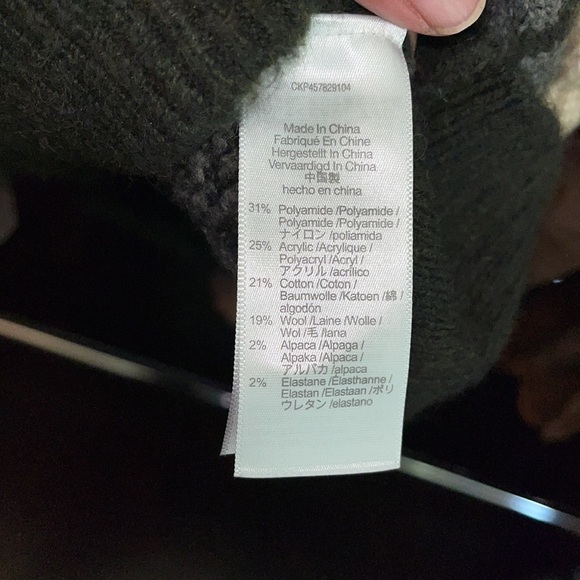 CKP457829104
Made In China
Fabriqué En Chine
Hergestellt In China
Vervaardigd In China
中国製
hecho en china
31% Polyamide /Polyamide /
Polyamide /Polyamide /
ナイロン /poliamida
25% Acrylic /Acrylique /
Polyacryl /Acryl /
アクリル /acrílico
21% Cotton /Coton /
Baumwolle /Katoen /綿 /
algodón
19% Wool /Laine /Wolle /
Wol /毛 /lana
2% Alpaca /Alpaga /
Alpaka /Alpaca /
アルパカ /alpaca
2% Elastane /Élasthanne /
Elastan /Elastaan /ポリ
ウレタン /elastano